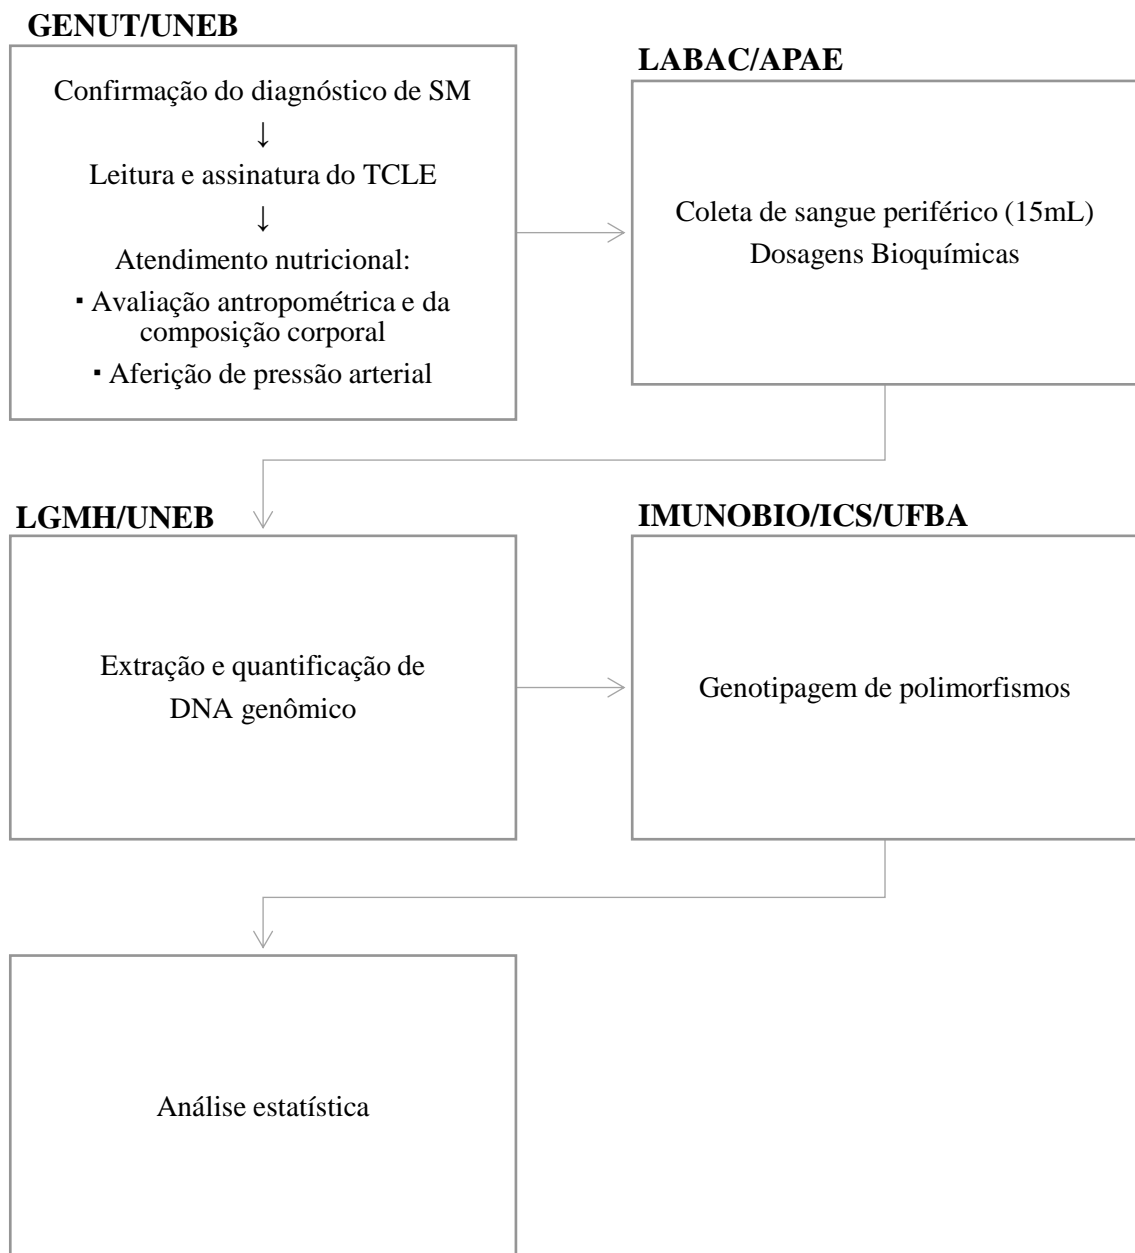 GENUT/UNEB
Confirmação do diagnóstico de SM
↓
Leitura e assinatura do TCLE
↓
Atendimento nutricional:
▪ Avaliação antropométrica e da
composição corporal
▪ Aferição de pressão arterial
LABAC/APAE
Coleta de sangue periférico (15mL)
Dosagens Bioquímicas
LGMH/UNEB
Extração e quantificação de
DNA genômico
IMUNOBIO/ICS/UFBA
Genotipagem de polimorfismos
Análise estatística